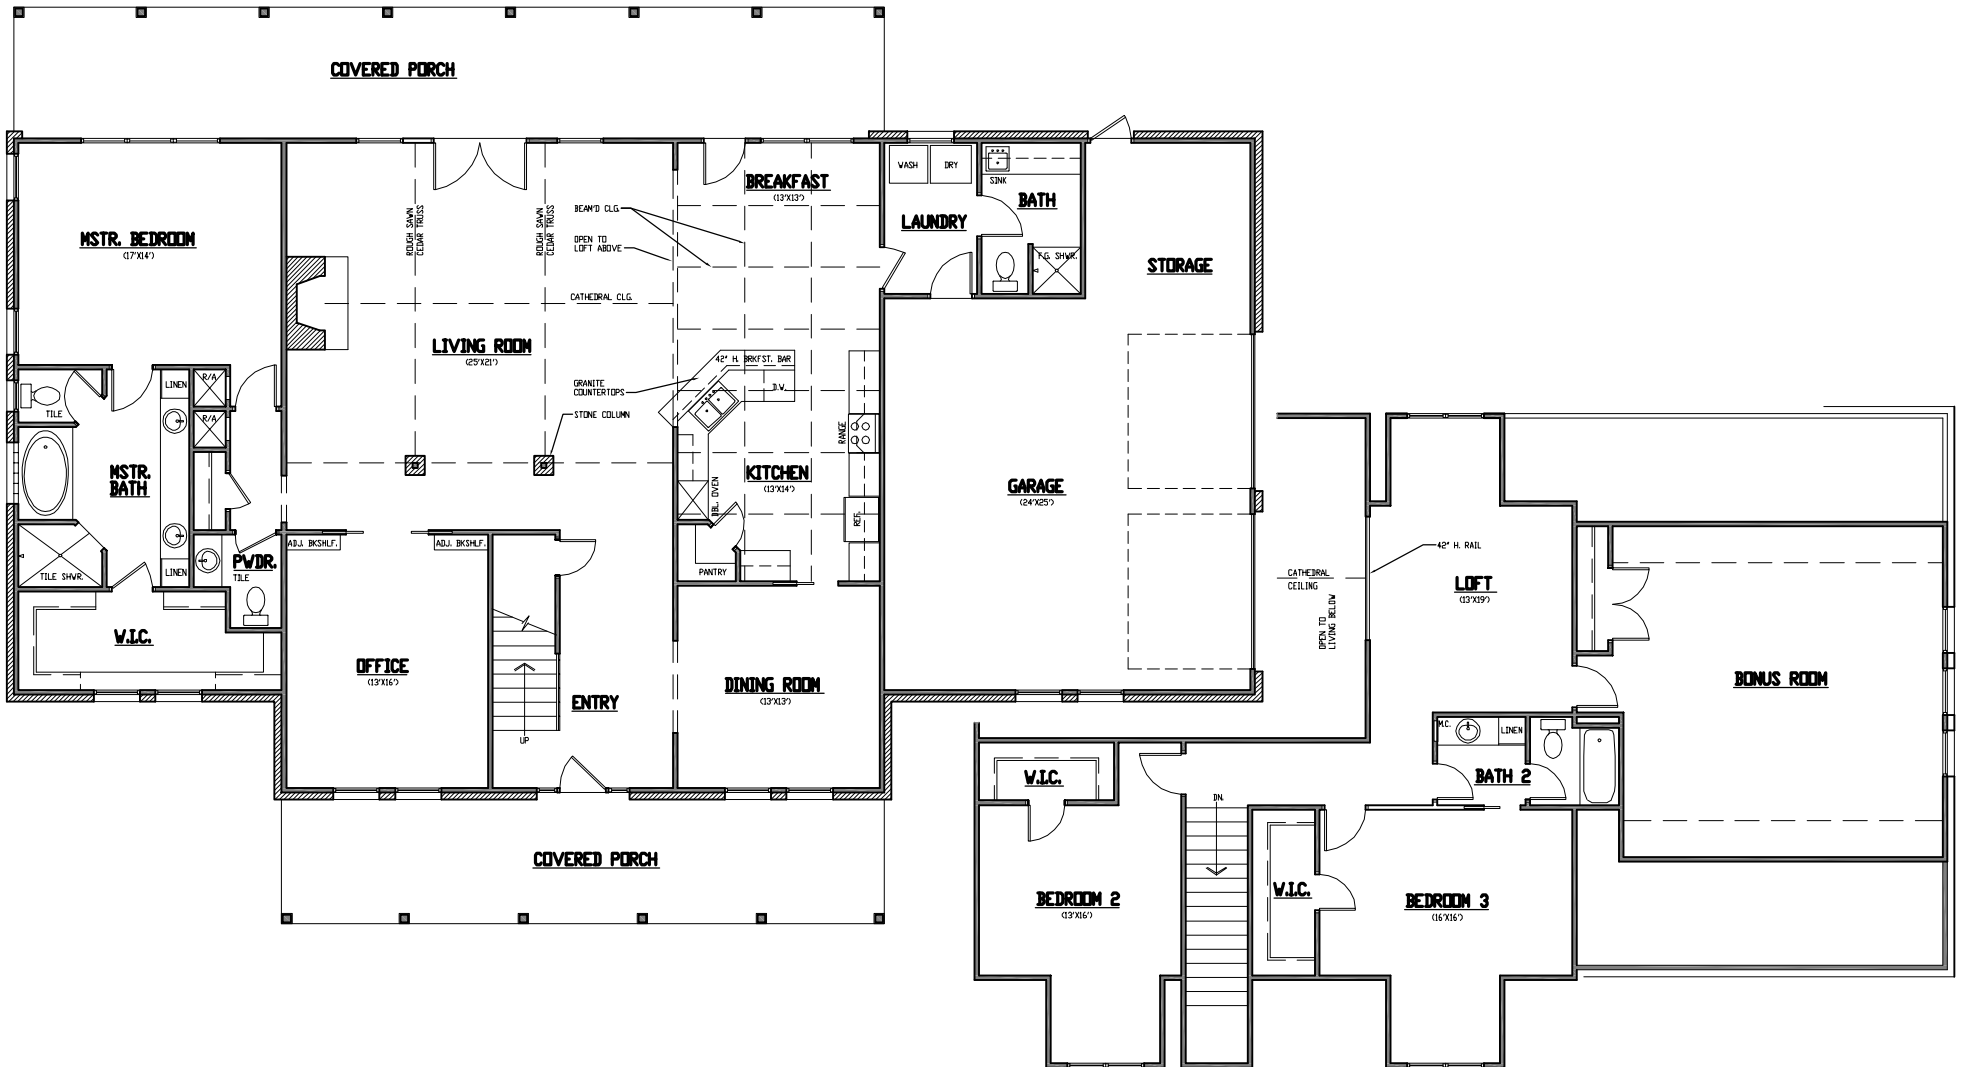 COVERED PORCH
MSTR. BEDROOM
(17'X14')
ROUGH SAWN
CEDAR TRUSS
ROUGH SAWN
CEDAR TRUSS
BEAM'D CLG.
OPEN TO
LOFT ABOVE
CATHEDRAL CLG.
LIVING ROOM
(25'X21')
GRANITE
COUNTERTOPS
STONE COLUMN
BREAKFAST
(13'X13')
42" H. BRKFST. BAR
D.W.
RANGE
KITCHEN
(13'X14')
DBL. OVEN
REF.
PANTRY
WASH
DRY
LAUNDRY
SINK
BATH
F.G. SHWR.
STORAGE
GARAGE
(24'X25')
LINEN
R/A
R/A
TILE
MSTR.
BATH
TILE SHWR.
LINEN
PWDR.
TILE
W.I.C.
ADJ. BKSHLF.
ADJ. BKSHLF.
OFFICE
(13'X16')
UP
ENTRY
DINING ROOM
(13'X13')
COVERED PORCH
CATHEDRAL
CEILING
OPEN TO
LIVING BELOW
42" H. RAIL
LOFT
(13'X19')
BONUS ROOM
M.C.
LINEN
BATH 2
W.I.C.
DN.
BEDROOM 2
(13'X16')
W.I.C.
BEDROOM 3
(16'X16')